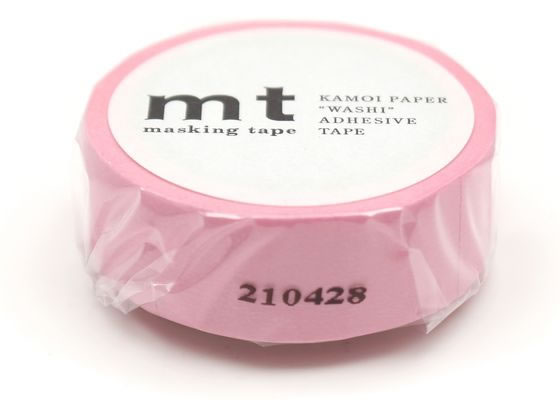 mt
masking tape
KAMOI PAPER
"WASHI"
ADHESIVE
TAPE
210428